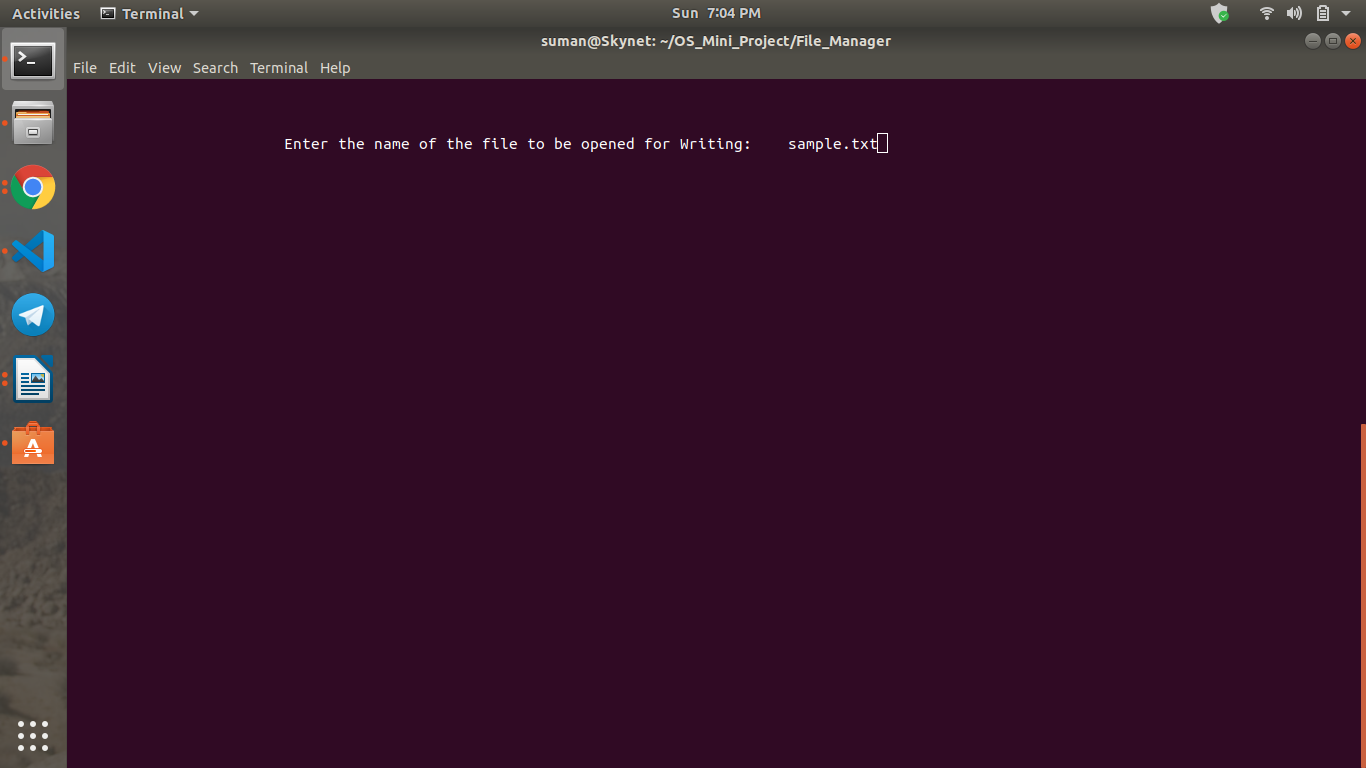 Activities Terminal Sun 7:04 PM
suman@Skynet: ~/OS_Mini_Project/File_Manager
File Edit View Search Terminal Help
Enter the name of the file to be opened for Writing: sample.txt